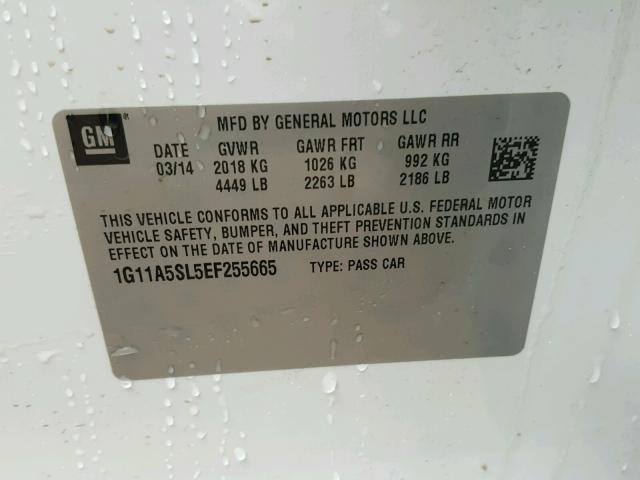 GM ®
MFD BY GENERAL MOTORS LLC
DATE GVWR GAWR FRT GAWR RR
03/14 2018 KG 1026 KG 992 KG
4449 LB 2263 LB 2186 LB
THIS VEHICLE CONFORMS TO ALL APPLICABLE U.S. FEDERAL MOTOR
VEHICLE SAFETY, BUMPER, AND THEFT PREVENTION STANDARDS IN
EFFECT ON THE DATE OF MANUFACTURE SHOWN ABOVE.
1G11A5SL5EF255665 TYPE: PASS CAR